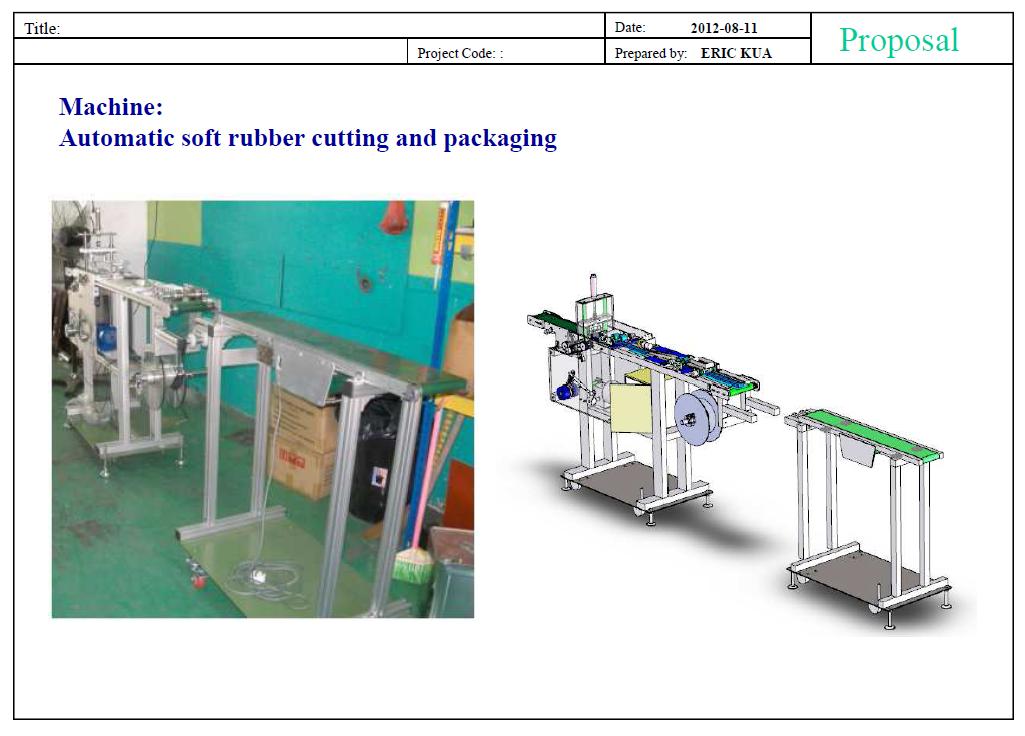 Title:
Date: 2012-08-11
Proposal
Project Code: :
Prepared by: ERIC KUA
Machine:
Automatic soft rubber cutting and packaging